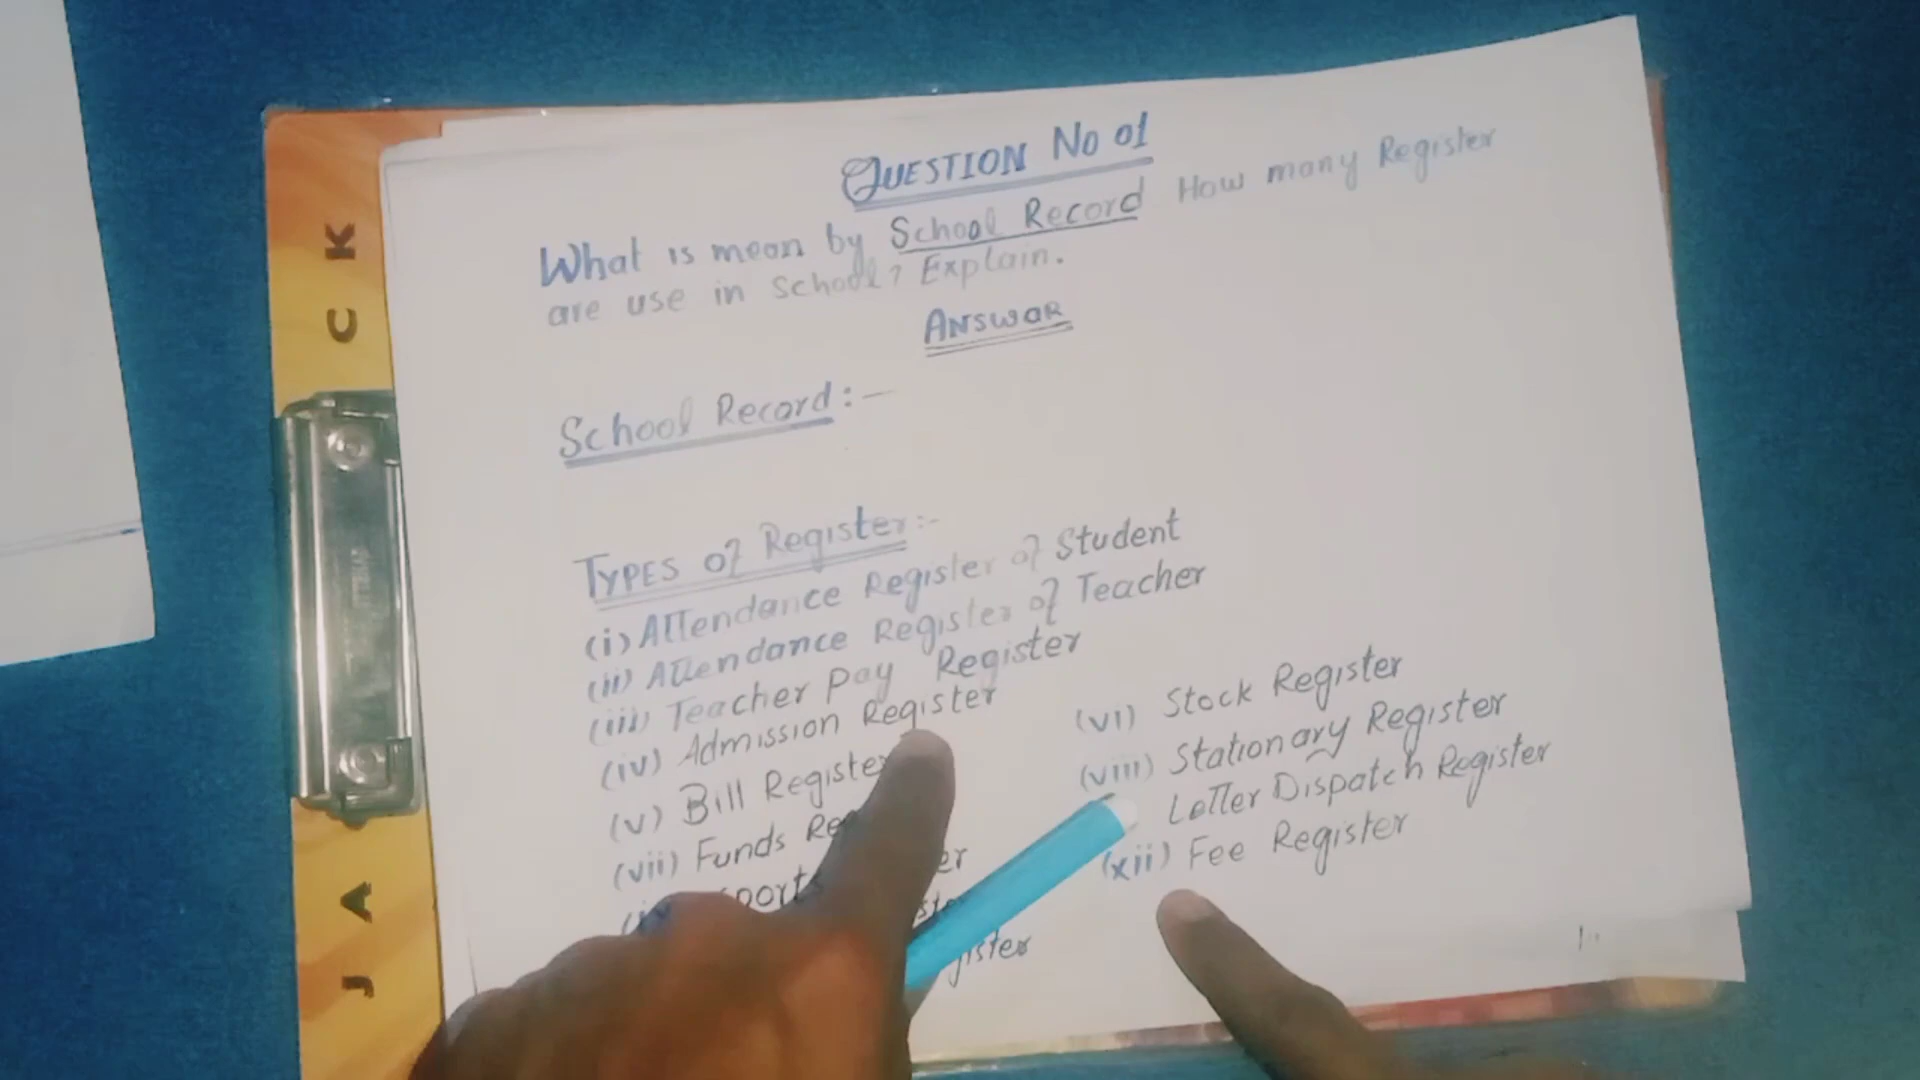 QUESTION No 01
What is mean by School Record How many Register
are use in School? Explain.
ANSWAR
School Record:-
TYPES of Register:-
(i) Attendance Register of Student
(ii) Attendance Register of Teacher
(iii) Teacher Pay Register
(iv) Admission Register
(v) Bill Register
(vi) Stock Register
(vii) Funds Re
(viii) Stationary Register
Letter Dispatch Register
(xii) Fee Register
JACK